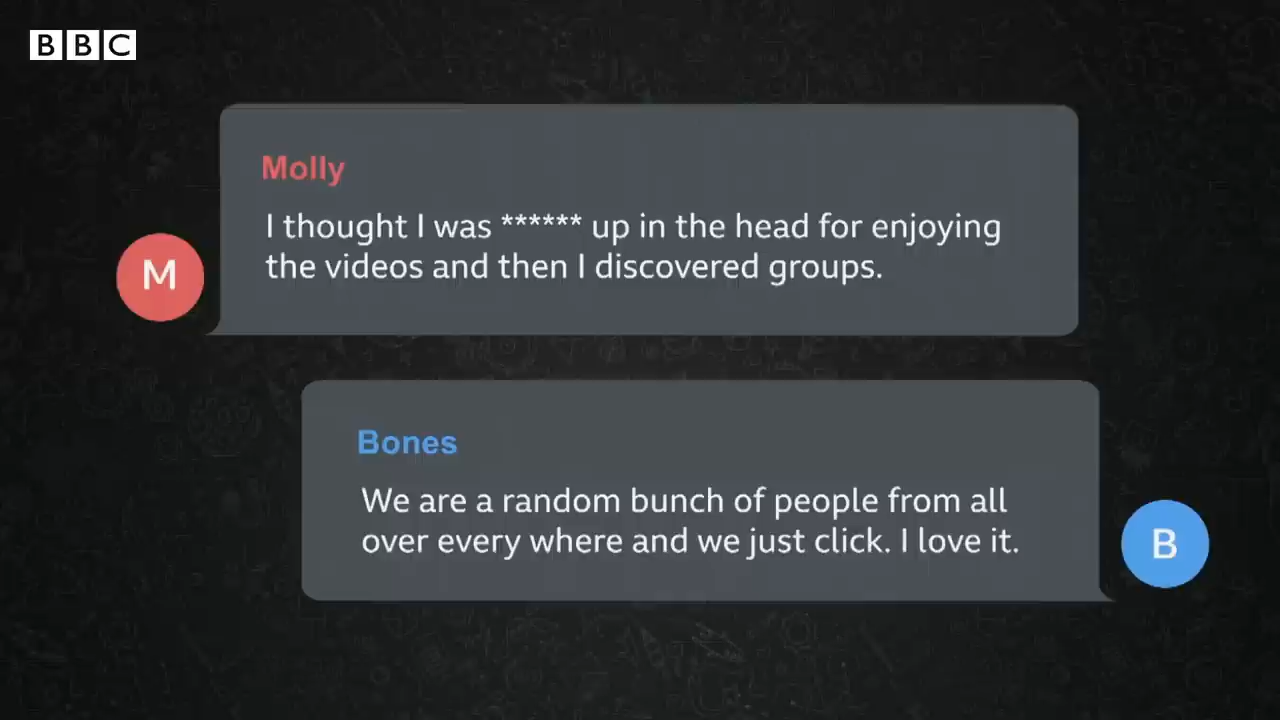 BBC
Molly
I thought I was ****** up in the head for enjoying
the videos and then I discovered groups.
M
Bones
We are a random bunch of people from all
over every where and we just click. I love it.
B